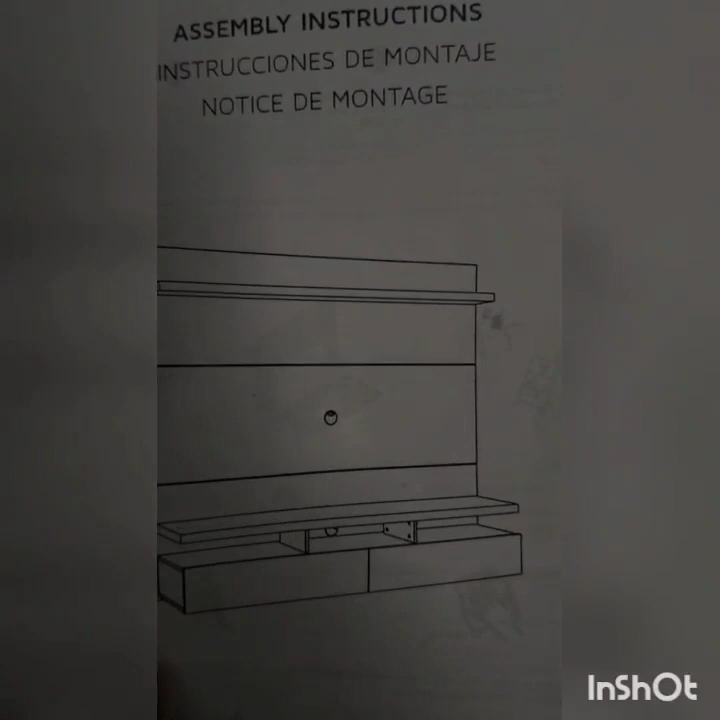 ASSEMBLY INSTRUCTIONS
INSTRUCCIONES DE MONTAJE
NOTICE DE MONTAGE
InShOt